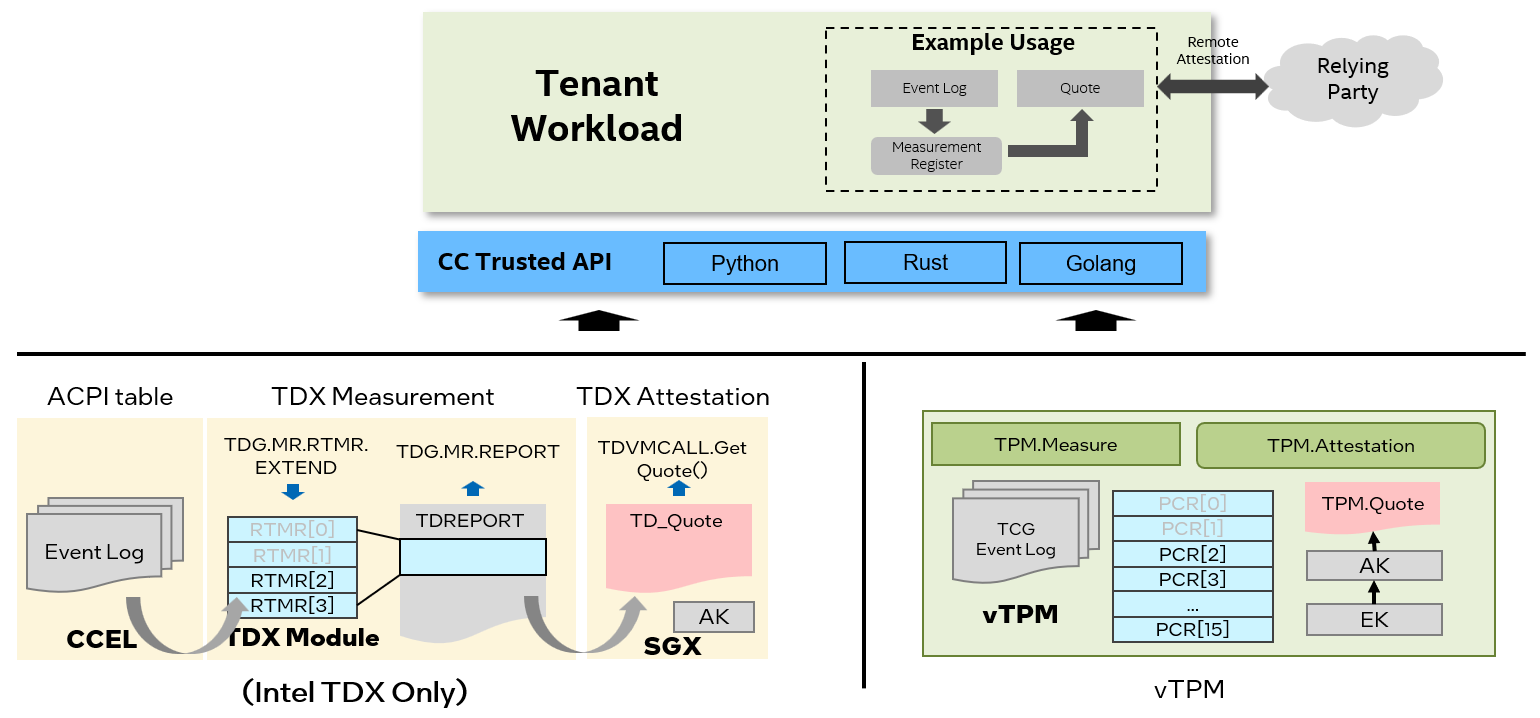 Tenant
Workload
Example Usage
Event Log
Quote
Measurement
Register
Remote
Attestation
Relying
Party
CC Trusted API
Python
Rust
Golang
ACPI table
TDX Measurement
TDX Attestation
TDG.MR.RTMR.
EXTEND
TDG.MR.REPORT
TDVMCALL.Get
Quote()
Event Log
CCEL
RTMR[0]
RTMR[1]
RTMR[2]
RTMR[3]
TDX Module
TDREPORT
TD_Quote
AK
SGX
(Intel TDX Only)
TPM.Measure
TPM.Attestation
TCG
Event Log
vTPM
PCR[0]
PCR[1]
PCR[2]
PCR[3]
...
PCR[15]
TPM.Quote
AK
EK
vTPM